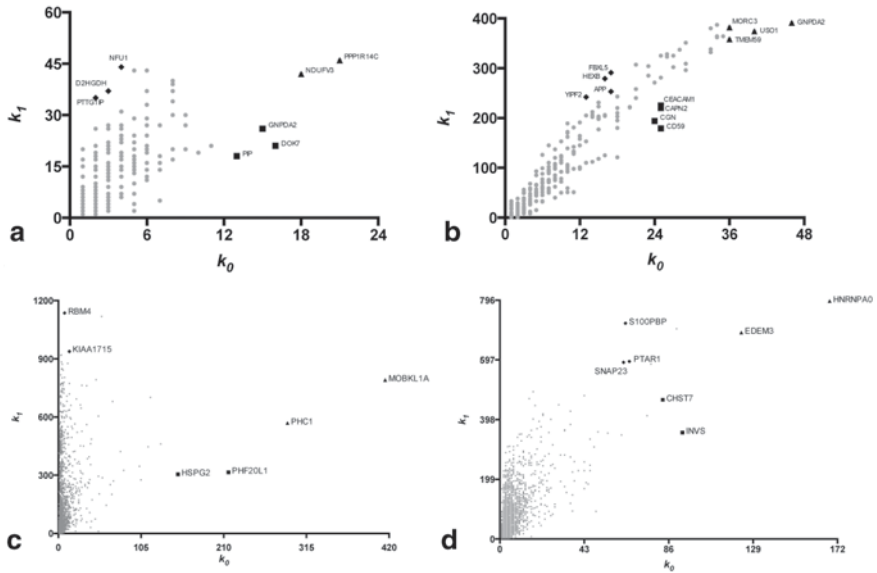 60
45
30
15
0
k1
NFU1
D2HGDH
PTTG1IP
PPP1R14C
NDUFV3
GNPDA2
DOK7
PIP
0 6 12 18 24
k0
a
400
300
200
100
0
k1
MORC3
USO1
GNPDA2
TMEM59
FBXL5
HEXB
APP
YIPF2
CEACAM1
CAPN2
CGN
CD59
0 12 24 36 48
k0
b
1200
900
600
300
0
k1
RBM4
KIAA1715
MOBKL1A
PHC1
HSPG2
PHF20L1
0 105 210 315 420
k0
c
796
597
398
199
0
k1
HNRNPA0
S100PBP
EDEM3
PTAR1
SNAP23
CHST7
INVS
0 43 86 129 172
k0
d